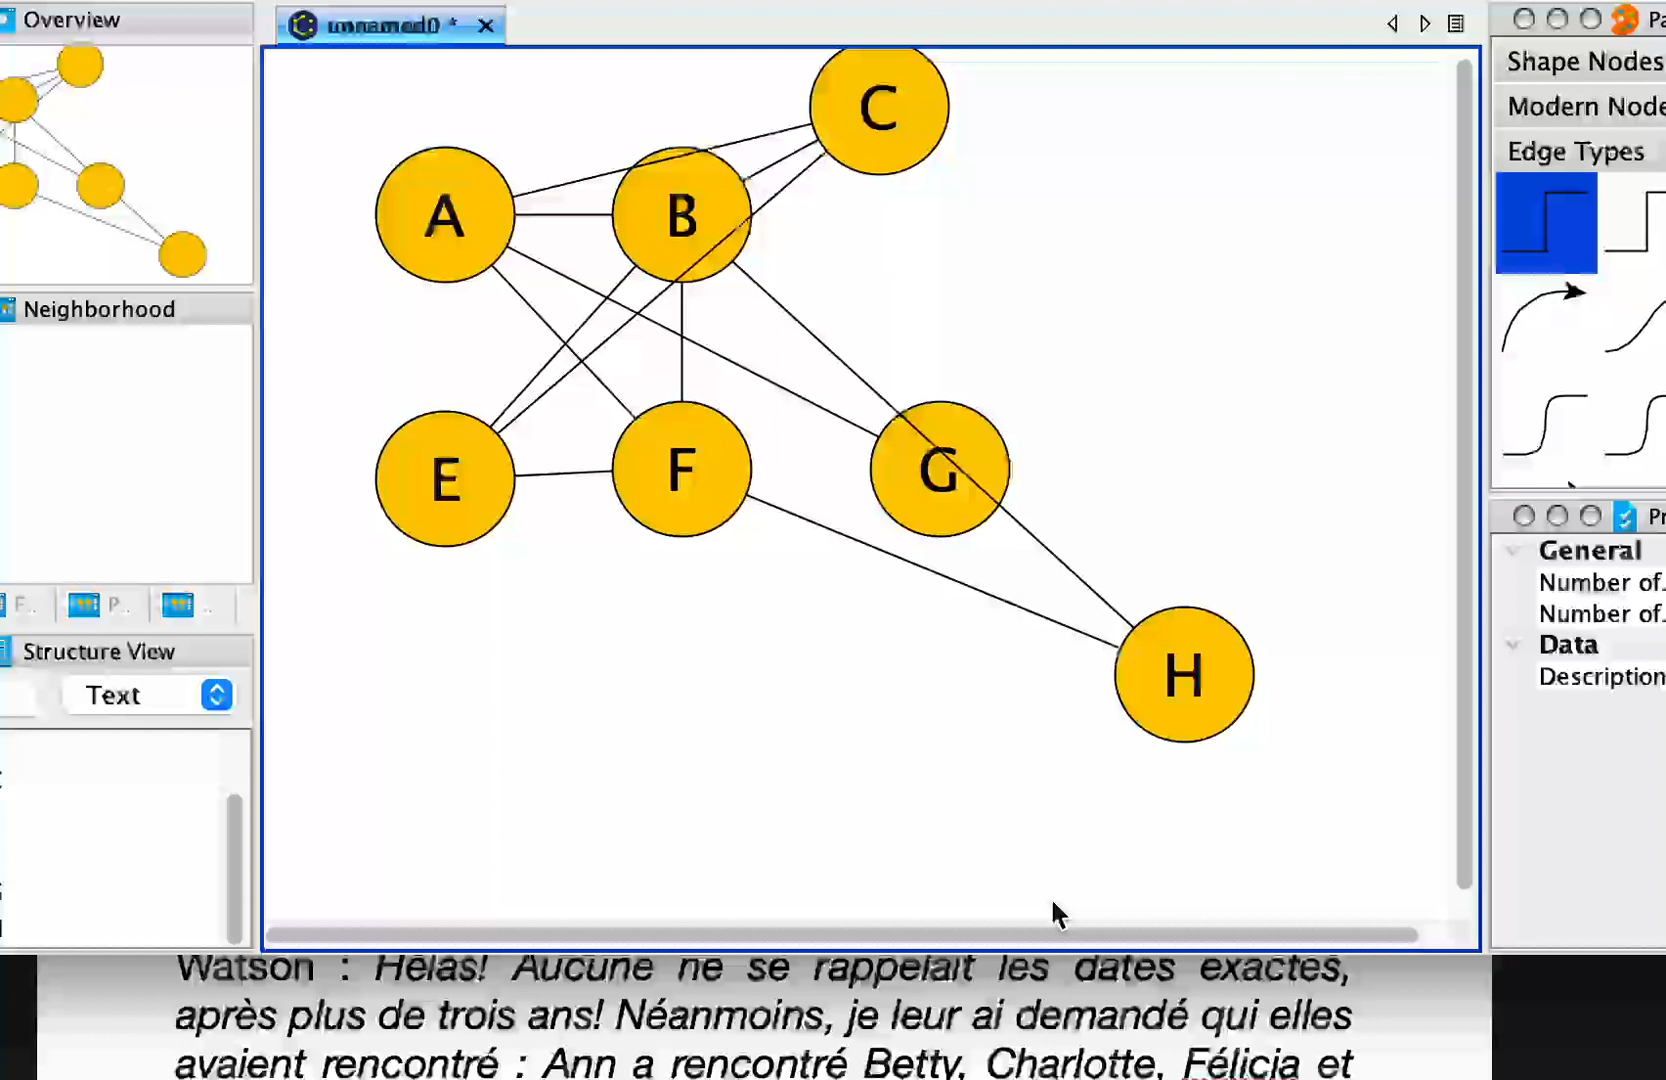 Overview
unnamed0 *
Shape Nodes
Modern Node
Edge Types
C
A
B
E
F
G
H
Neighborhood
F..
P..
..
Structure View
Text
General
Number of..
Number of..
Data
Description
Watson : Hélas! Aucune ne se rappelait les dates exactes,
après plus de trois ans! Néanmoins, je leur ai demandé qui elles
avaient rencontré : Ann a rencontré Betty, Charlotte, Félicia et